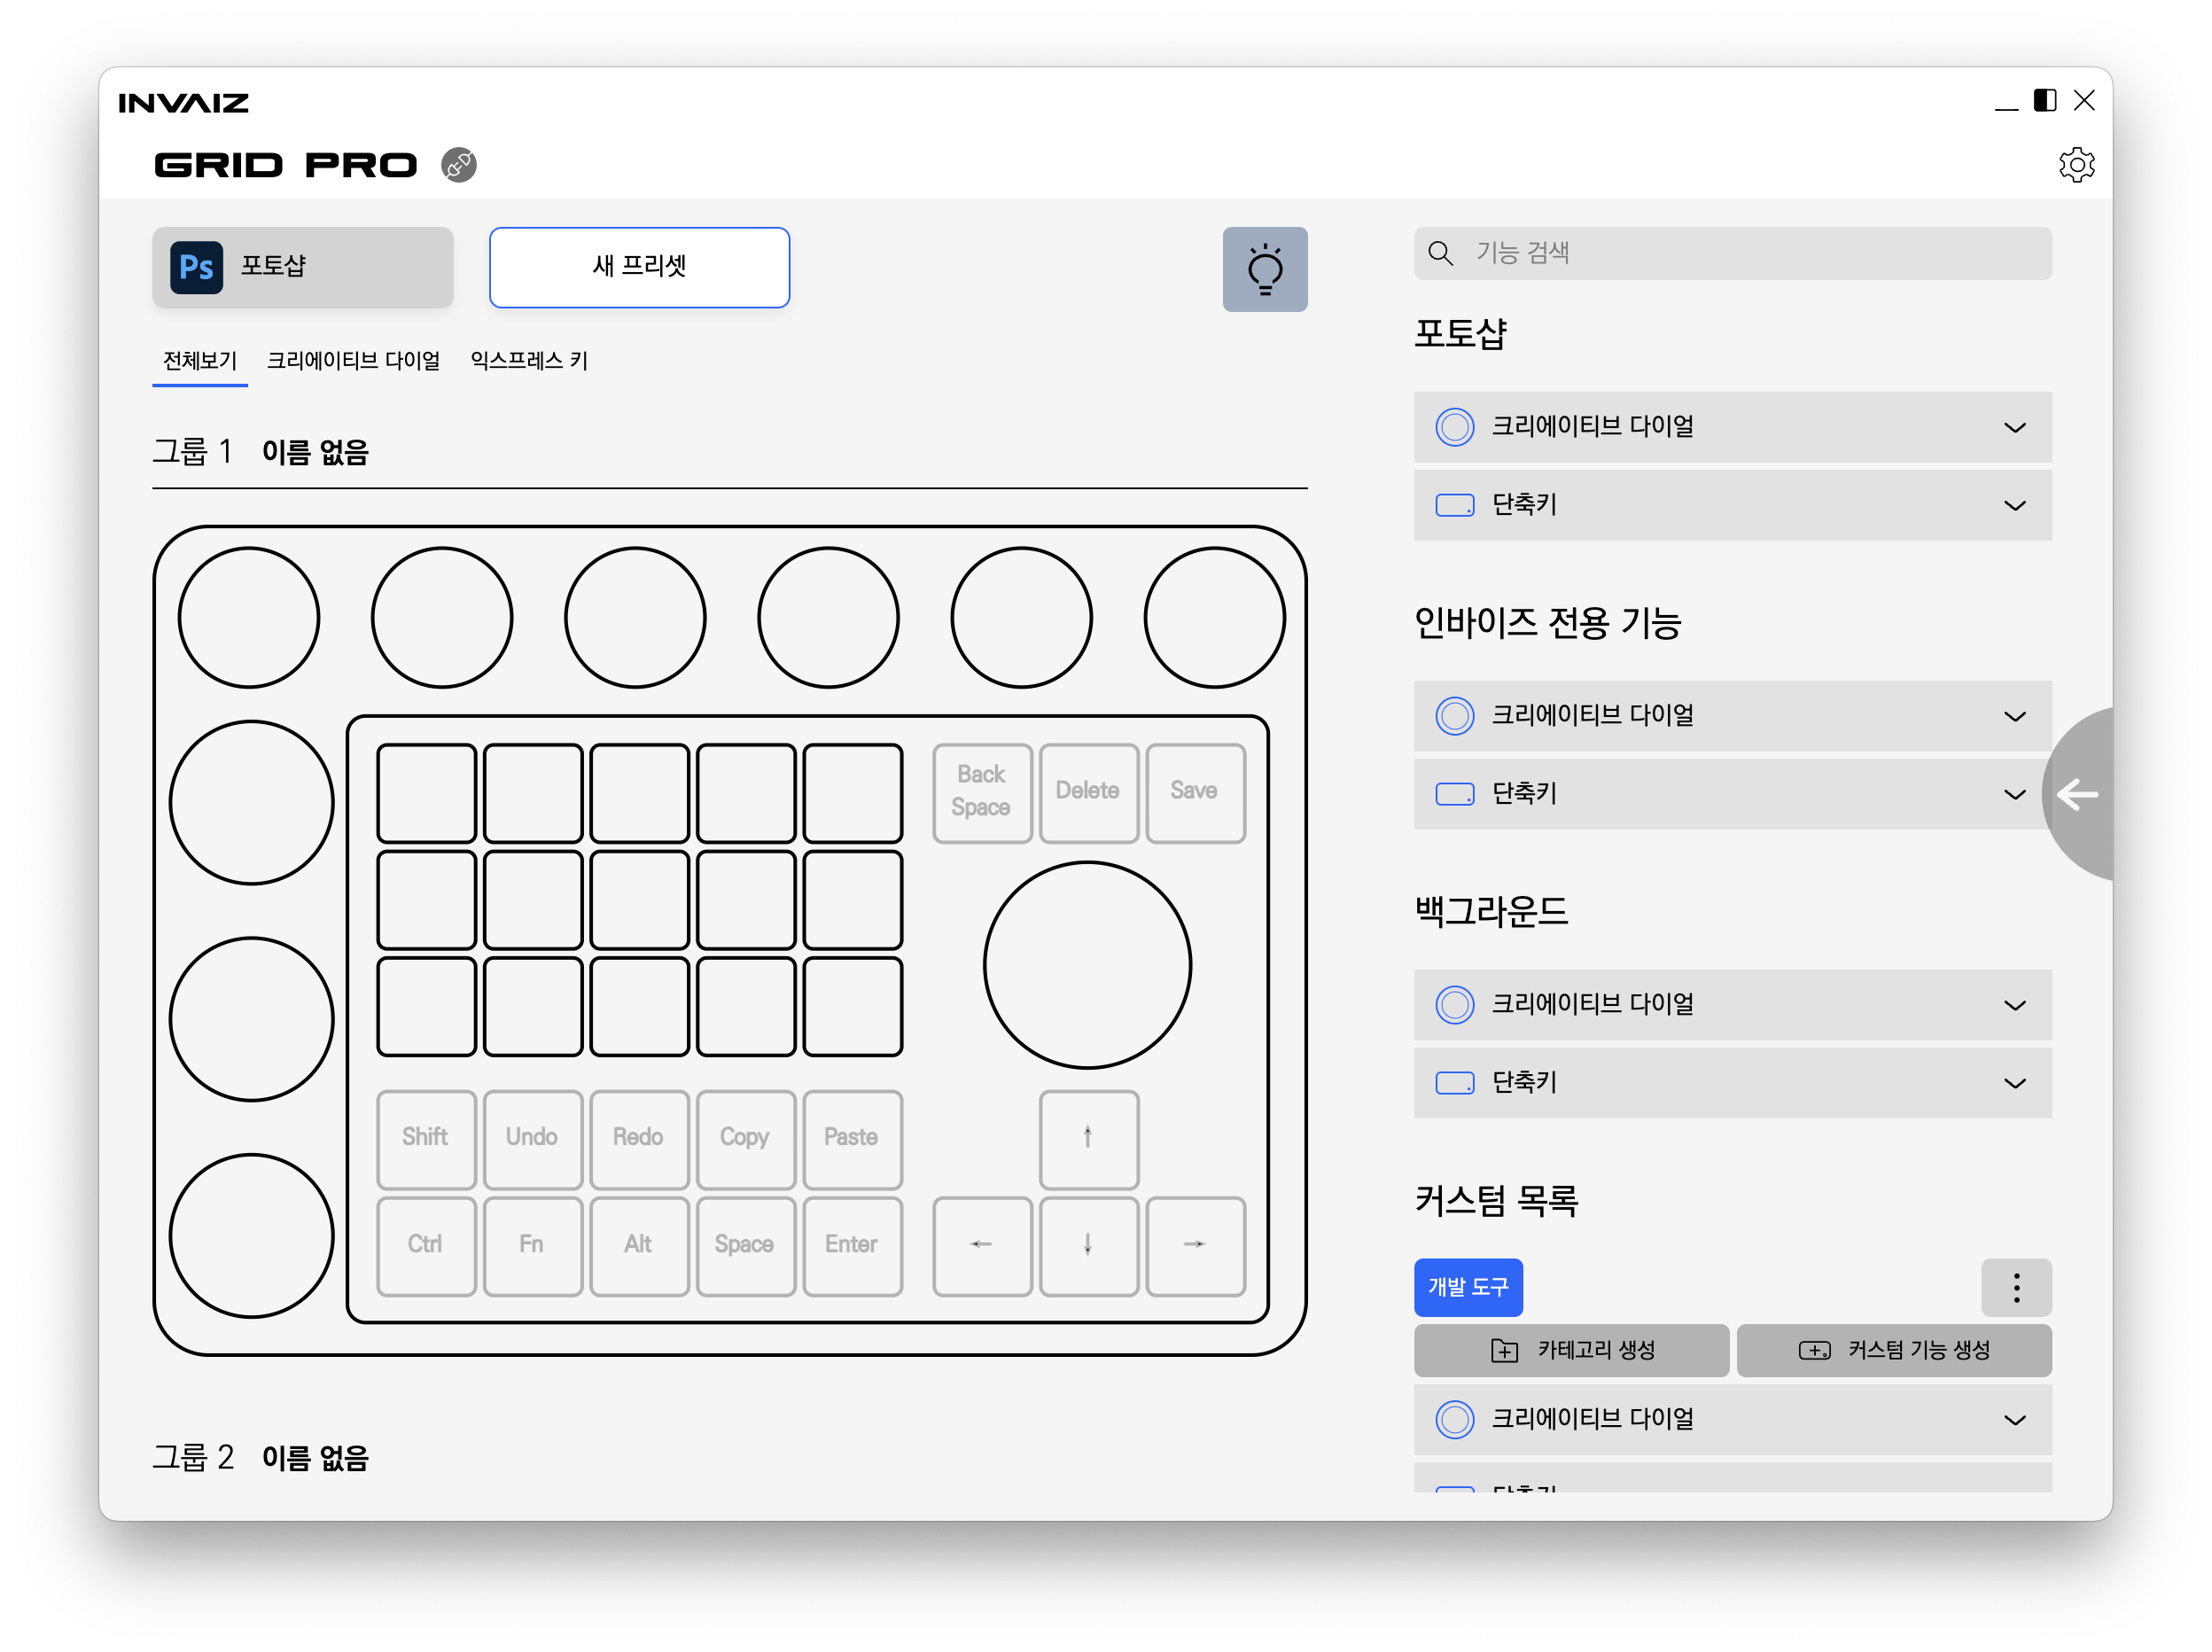 INVAIZ
GRID PRO
Ps 포토샵
새 프리셋
전체보기 크리에이티브 다이얼 익스프레스 키
그룹 1 이름 없음
Back Space
Delete
Save
Shift
Undo
Redo
Copy
Paste
↑
Ctrl
Fn
Alt
Space
Enter
←
↓
→
그룹 2 이름 없음
기능 검색
포토샵
크리에이티브 다이얼
단축키
인바이즈 전용 기능
크리에이티브 다이얼
단축키
백그라운드
크리에이티브 다이얼
단축키
커스텀 목록
개발 도구
카테고리 생성
커스텀 기능 생성
크리에이티브 다이얼